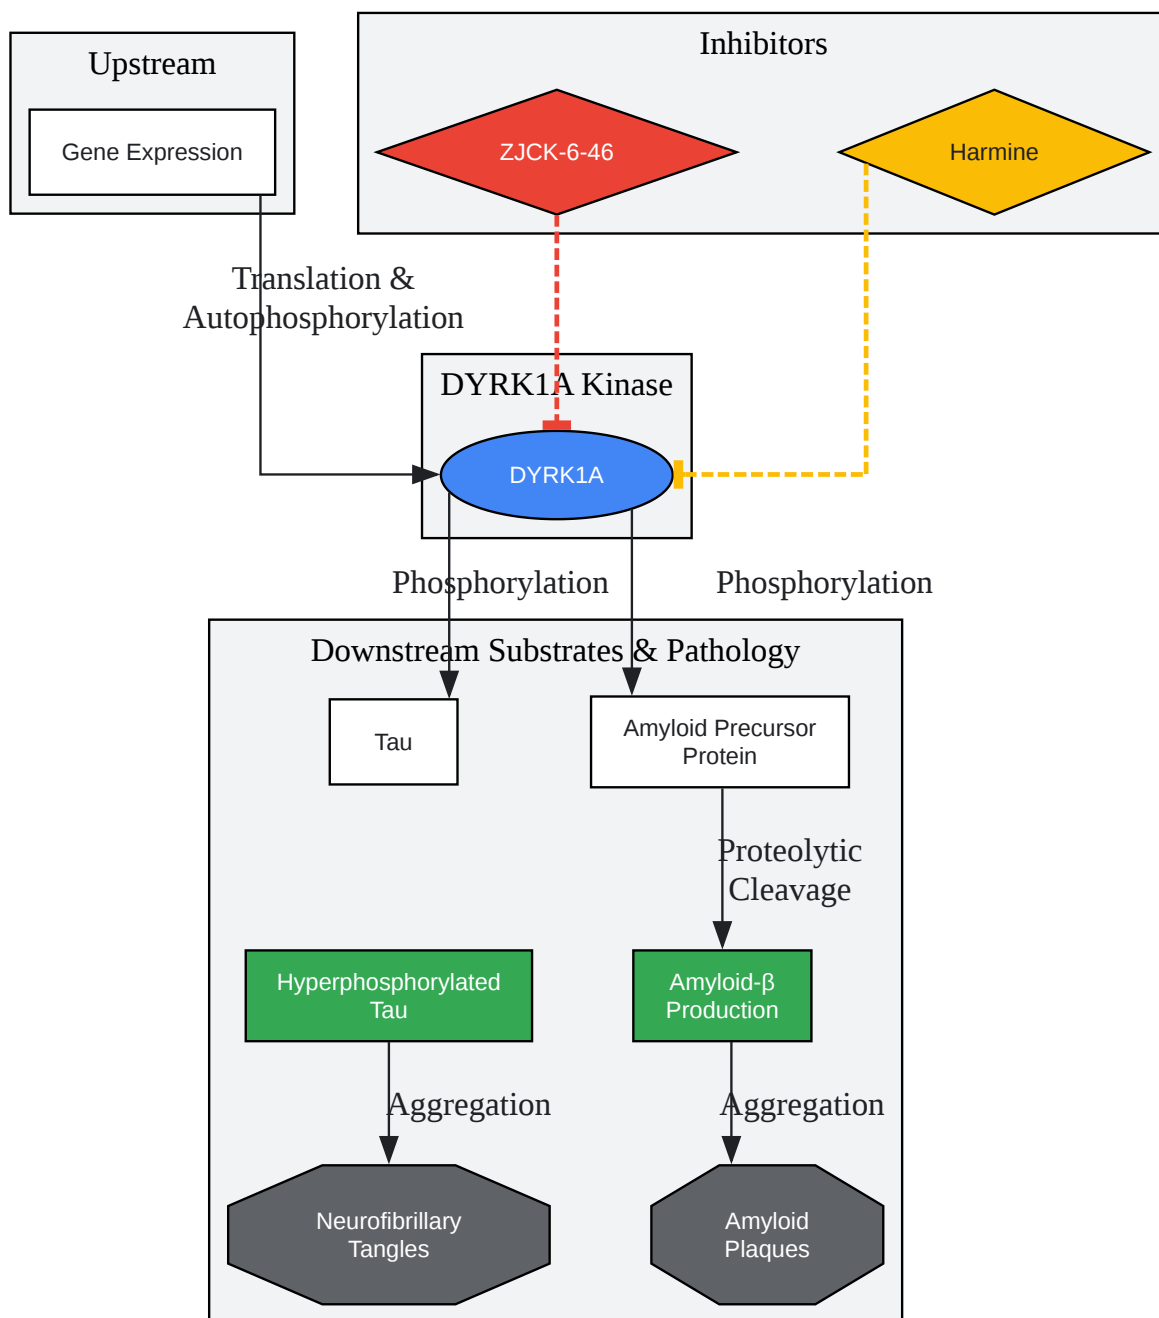 Upstream
Inhibitors
Gene Expression
ZJCK-6-46
Harmine
Translation &
Autophosphorylation
DYRK1A Kinase
DYRK1A
Phosphorylation
Phosphorylation
Downstream Substrates & Pathology
Tau
Amyloid Precursor
Protein
Proteolytic
Cleavage
Hyperphosphorylated
Tau
Amyloid-β
Production
Aggregation
Aggregation
Neurofibrillary
Tangles
Amyloid
Plaques